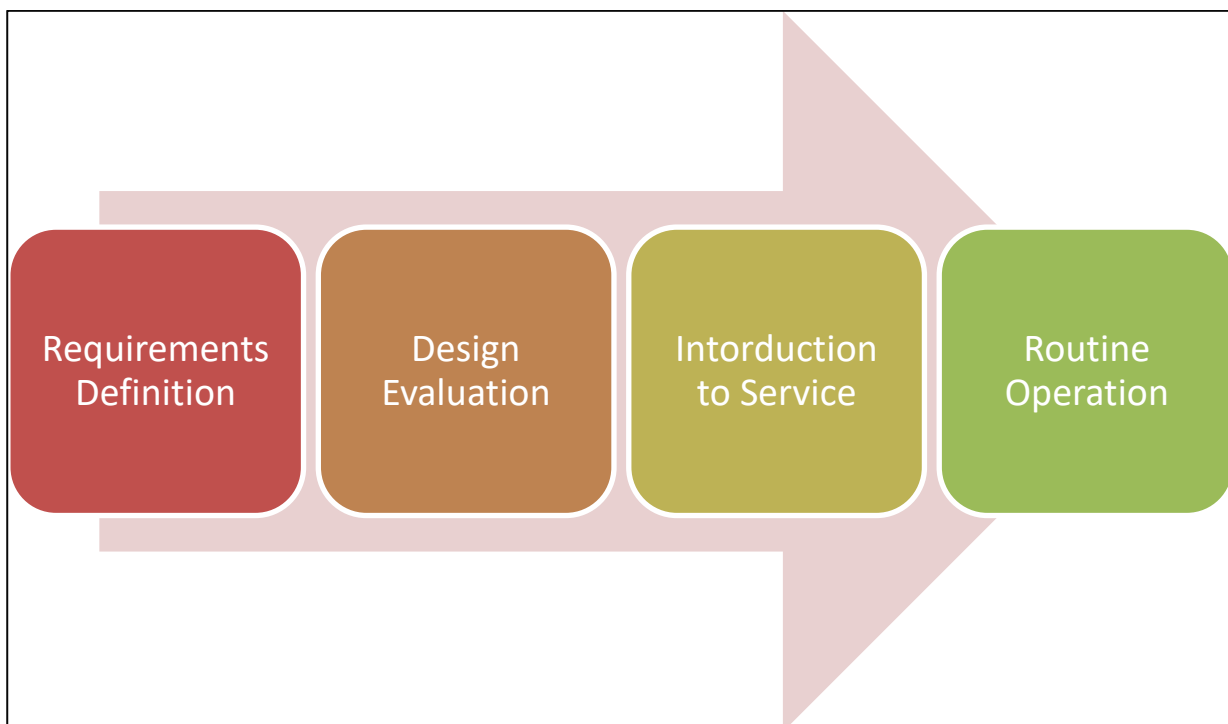 Requirements
Definition
Design
Evaluation
Intorduction
to Service
Routine
Operation